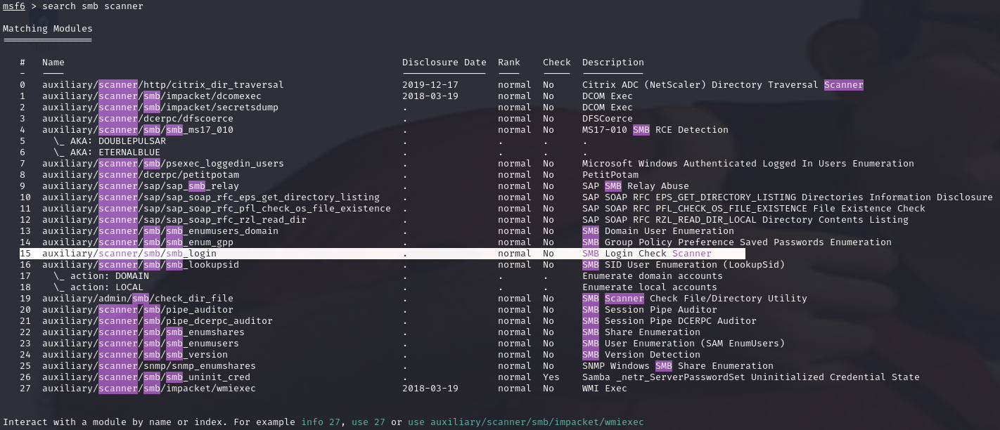 msf6 > search smb scanner
Matching Modules
================
#   Name   Disclosure Date   Rank   Check   Description
-   ----   ---------------   ----   -----   -----------
0   auxiliary/scanner/http/citrix_dir_traversal   2019-12-17   normal   No   Citrix ADC (NetScaler) Directory Traversal Scanner
1   auxiliary/scanner/smb/impacket/dcomexec   2018-03-19   normal   No   DCOM Exec
2   auxiliary/scanner/smb/impacket/secretsdump   .   normal   No   DCOM Exec
3   auxiliary/scanner/dcerpc/dfscoerce   .   normal   No   DFSCoerce
4   auxiliary/scanner/smb/smb_ms17_010   .   normal   No   MS17-010 SMB RCE Detection
5   \_ AKA: DOUBLEPULSAR   .   .   .   .
6   \_ AKA: ETERNALBLUE   .   .   .   .
7   auxiliary/scanner/smb/psexec_loggedin_users   .   normal   No   Microsoft Windows Authenticated Logged In Users Enumeration
8   auxiliary/scanner/dcerpc/petitpotam   .   normal   No   PetitPotam
9   auxiliary/scanner/sap/sap_smb_relay   .   normal   No   SAP SMB Relay Abuse
10   auxiliary/scanner/sap/sap_soap_rfc_eps_get_directory_listing   .   normal   No   SAP SOAP RFC EPS_GET_DIRECTORY_LISTING Directories Information Disclosure
11   auxiliary/scanner/sap/sap_soap_rfc_pfl_check_os_file_existence   .   normal   No   SAP SOAP RFC PFL_CHECK_OS_FILE_EXISTENCE File Existence Check
12   auxiliary/scanner/sap/sap_soap_rfc_rzl_read_dir   .   normal   No   SAP SOAP RFC RZL_READ_DIR_LOCAL Directory Contents Listing
13   auxiliary/scanner/smb/smb_enumusers_domain   .   normal   No   SMB Domain User Enumeration
14   auxiliary/scanner/smb/smb_enum_gpp   .   normal   No   SMB Group Policy Preference Saved Passwords Enumeration
15   auxiliary/scanner/smb/smb_login   .   normal   No   SMB Login Check Scanner
16   auxiliary/scanner/smb/smb_lookupsid   .   normal   No   SMB SID User Enumeration (LookupSid)
17   \_ action: DOMAIN   .   .   .   Enumerate domain accounts
18   \_ action: LOCAL   .   .   .   Enumerate local accounts
19   auxiliary/admin/smb/check_dir_file   .   normal   No   SMB Scanner Check File/Directory Utility
20   auxiliary/scanner/smb/pipe_auditor   .   normal   No   SMB Session Pipe Auditor
21   auxiliary/scanner/smb/pipe_dcerpc_auditor   .   normal   No   SMB Session Pipe DCERPC Auditor
22   auxiliary/scanner/smb/smb_enumshares   .   normal   No   SMB Share Enumeration
23   auxiliary/scanner/smb/smb_enumusers   .   normal   No   SMB User Enumeration (SAM EnumUsers)
24   auxiliary/scanner/smb/smb_version   .   normal   No   SMB Version Detection
25   auxiliary/scanner/snmp/snmp_enumshares   .   normal   No   SNMP Windows SMB Share Enumeration
26   auxiliary/scanner/smb/smb_uninit_cred   .   normal   Yes   Samba _netr_ServerPasswordSet Uninitialized Credential State
27   auxiliary/scanner/smb/impacket/wmiexec   2018-03-19   normal   No   WMI Exec
Interact with a module by name or index. For example info 27, use 27 or use auxiliary/scanner/smb/impacket/wmiexec